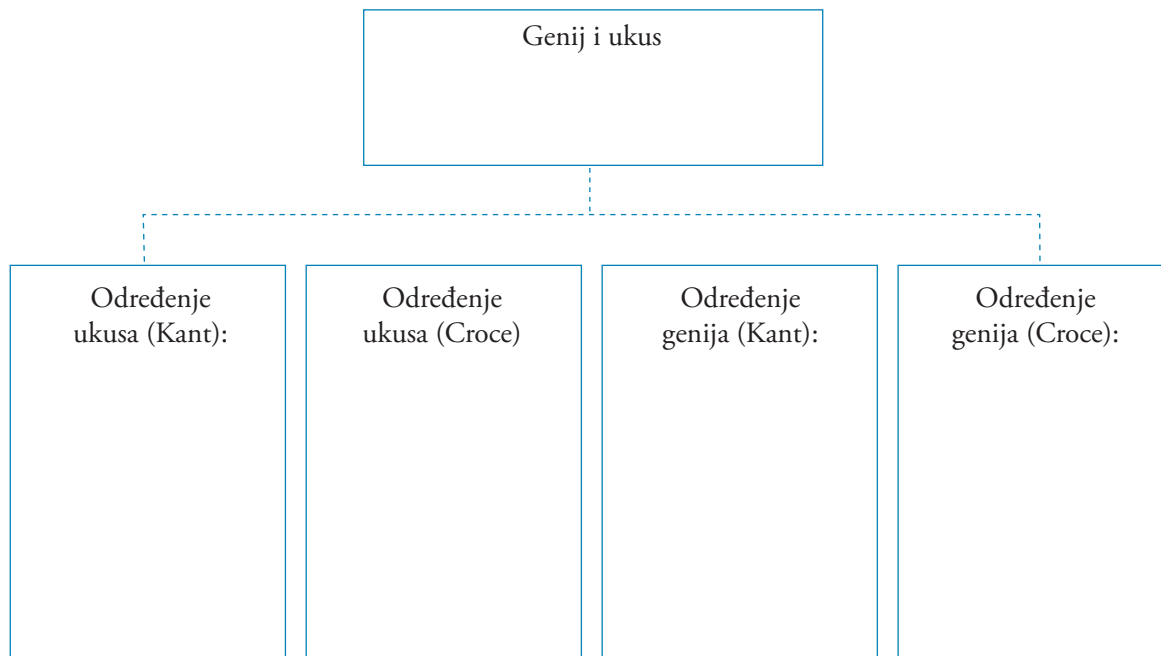 Genij i ukus
Određenje
ukusa (Kant):
Određenje
ukusa (Croce)
Određenje
genija (Kant):
Određenje
genija (Croce):